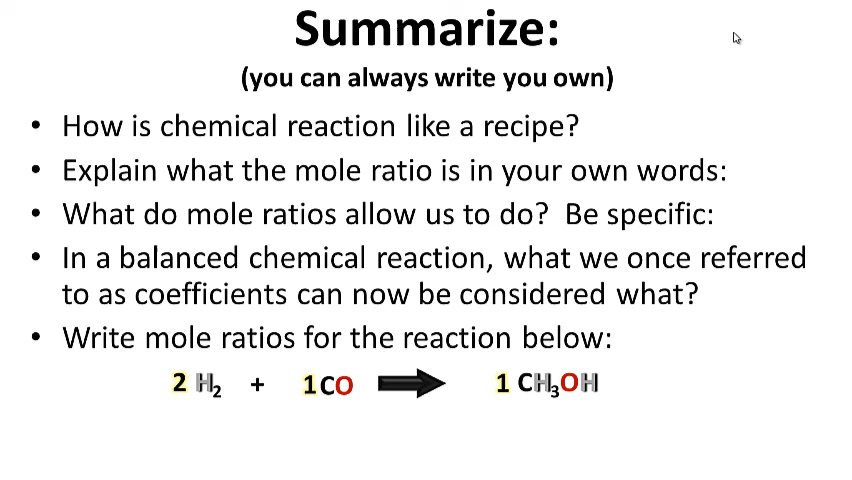 Summarize:
(you can always write you own)
• How is chemical reaction like a recipe?
• Explain what the mole ratio is in your own words:
• What do mole ratios allow us to do?  Be specific:
• In a balanced chemical reaction, what we once referred
to as coefficients can now be considered what?
• Write mole ratios for the reaction below:
2 H₂ + 1CO ➡ 1 CH₃OH